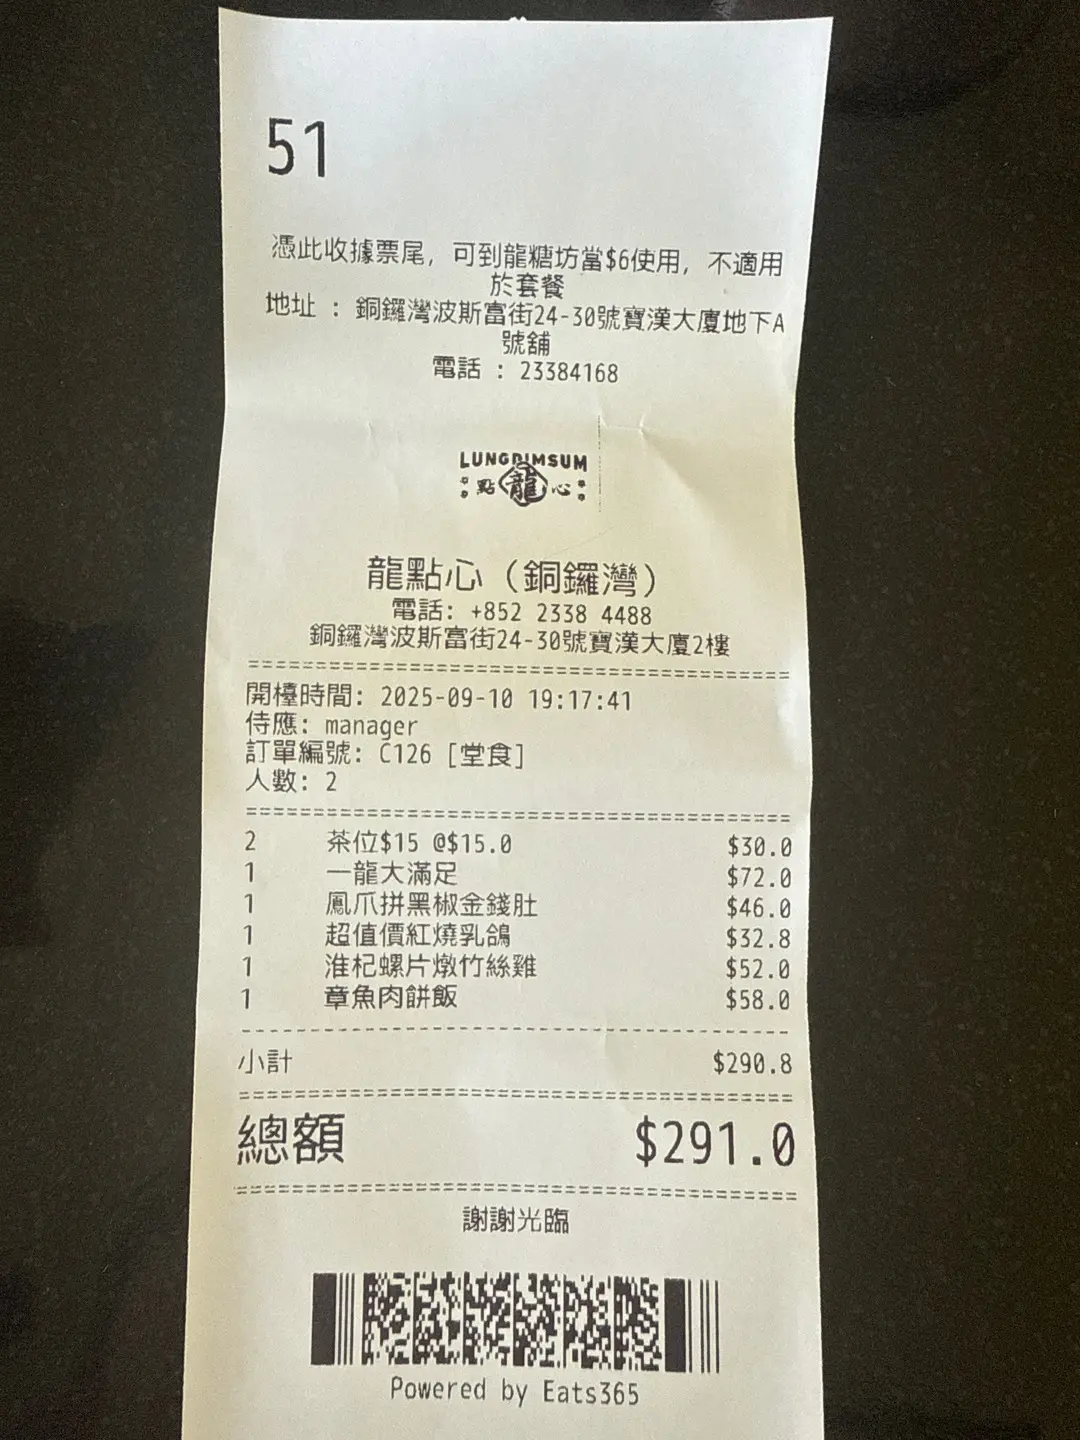 51
憑此收據票尾, 可到龍糖坊當$6使用, 不適用
於套餐
地址 : 銅鑼灣波斯富街24-30號寶漢大廈地下A
號舖
電話 : 23384168
LUNGDIMSUM
點龍心
龍點心 (銅鑼灣)
電話: +852 2338 4488
銅鑼灣波斯富街24-30號寶漢大廈2樓
開檯時間: 2025-09-10 19:17:41
侍應: manager
訂單編號: C126 [堂食]
人數: 2
2 茶位$15 @$15.0 $30.0
1 一龍大滿足 $72.0
1 鳳爪拼黑椒金錢肚 $46.0
1 超值價紅燒乳鴿 $32.8
1 淮杞螺片燉竹絲雞 $52.0
1 章魚肉餅飯 $58.0
小計 $290.8
總額 $291.0
謝謝光臨
Powered by Eats365